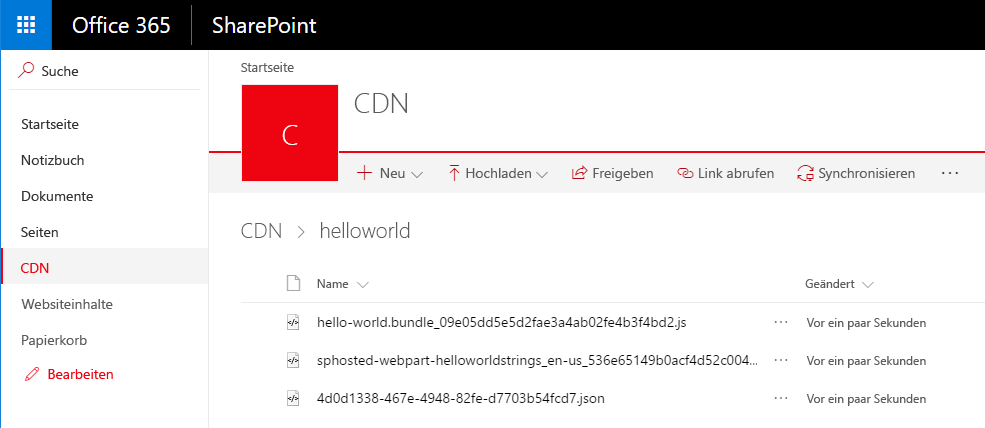 Office 365 SharePoint
Suche
Startseite
Notizbuch
Dokumente
Seiten
CDN
Websiteinhalte
Papierkorb
Bearbeiten
Startseite
C
CDN
Neu Hochladen Freigeben Link abrufen Synchronisieren ...
CDN > helloworld
Name Geändert
hello-world.bundle_09e05dd5e5d2fae3a4ab02fe4b3f4bd2.js ... Vor ein paar Sekunden
sphosted-webpart-helloworldstrings_en-us_536e65149b0acf4d52c004... ... Vor ein paar Sekunden
4d0d1338-467e-4948-82fe-d7703b54fcd7.json ... Vor ein paar Sekunden